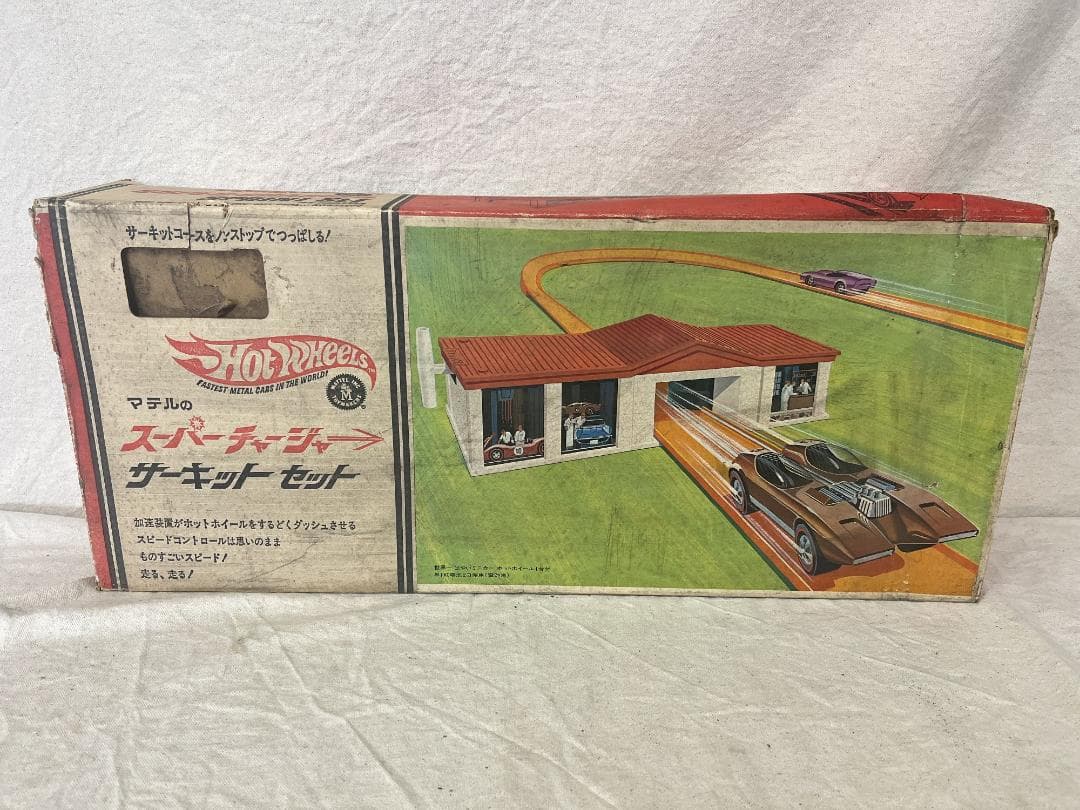 サーキットコースをノンストップでつっぱしる!
HOT WHEELS
FASTEST METAL CARS IN THE WORLD!
MATTEL, INC.
M
TOYMAKERS
マテルの
スーパーチャージャー
サーキット セット
加速装置がホットホイールをするどくダッシュさせる
スピードコントロールは思いのまま
ものすごいスピード!
走る、走る!